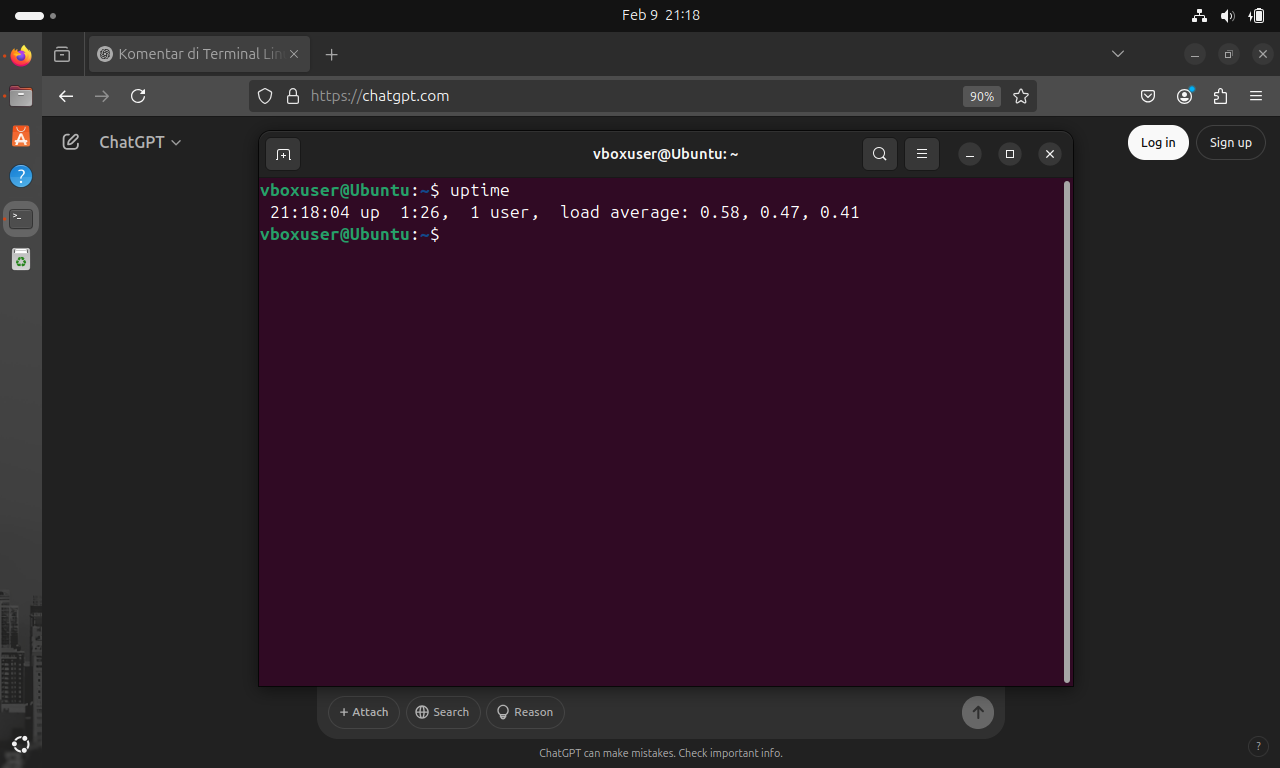 Feb 9 21:18
Komentar di Terminal Lin
https://chatgpt.com
90%
ChatGPT
Log in
Sign up
vboxuser@Ubuntu: ~
vboxuser@Ubuntu:~$ uptime
21:18:04 up  1:26,  1 user,  load average: 0.58, 0.47, 0.41
vboxuser@Ubuntu:~$
+ Attach
Search
Reason
ChatGPT can make mistakes. Check important info.
?